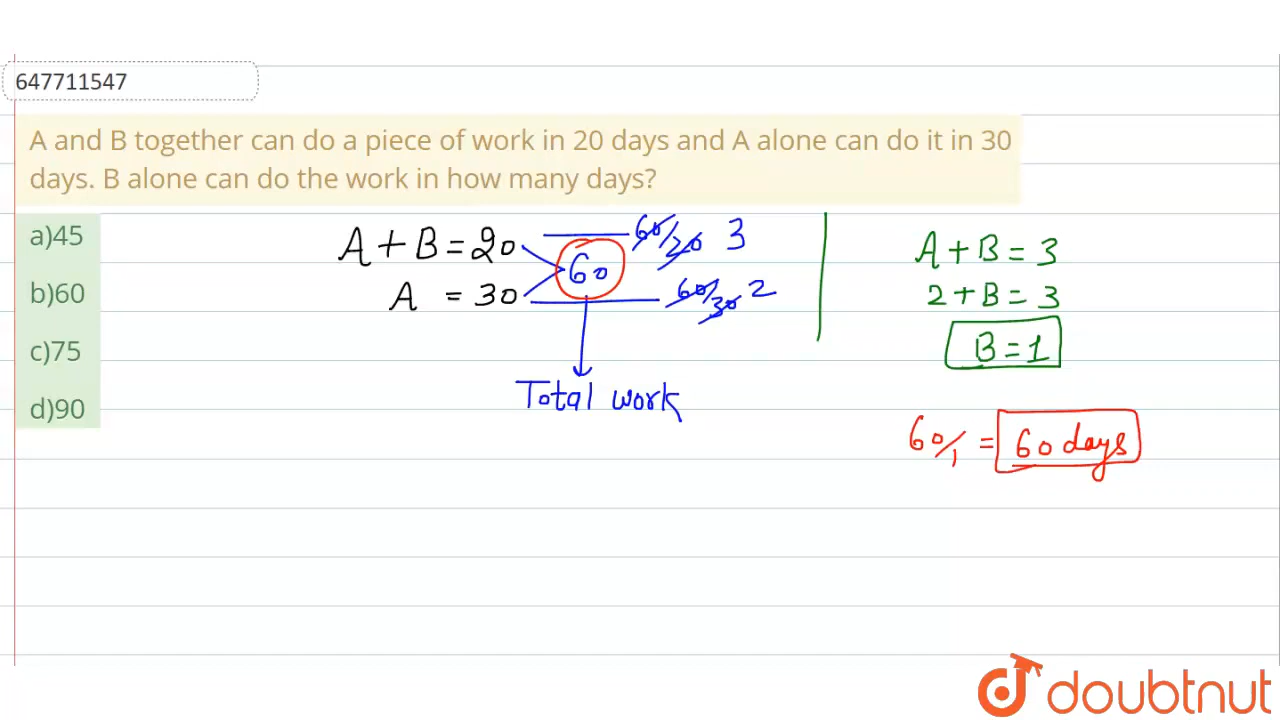 647711547
A and B together can do a piece of work in 20 days and A alone can do it in 30
days. B alone can do the work in how many days?
a)45
b)60
c)75
d)90
A + B = 20
A = 30
60
60/20 3
60/30 2
Total work
A + B = 3
2 + B = 3
B = 1
60/1 = 60 days
doubtnut